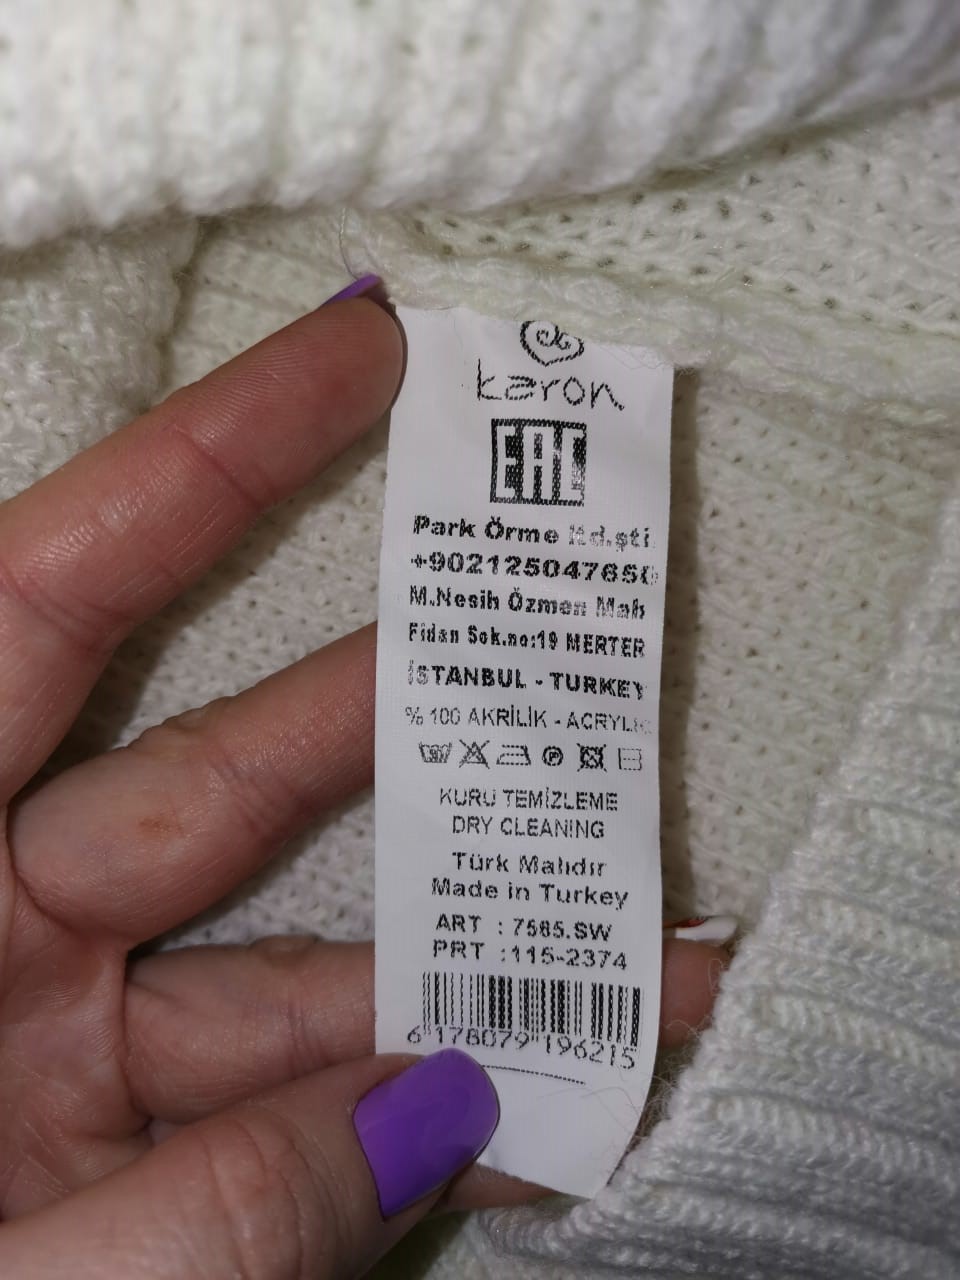 karon
EAC
Park Örme ltd.şti.
+90212504765
M.Nesih Özmen Mah
Fidan Sok.no:19 MERTER
İSTANBUL - TURKEY
% 100 AKRİLİK - ACRYLIC
KURU TEMİZLEME
DRY CLEANING
Türk Malıdır
Made in Turkey
ART : 7565.SW
PRT :115-2374
6 178079 196215